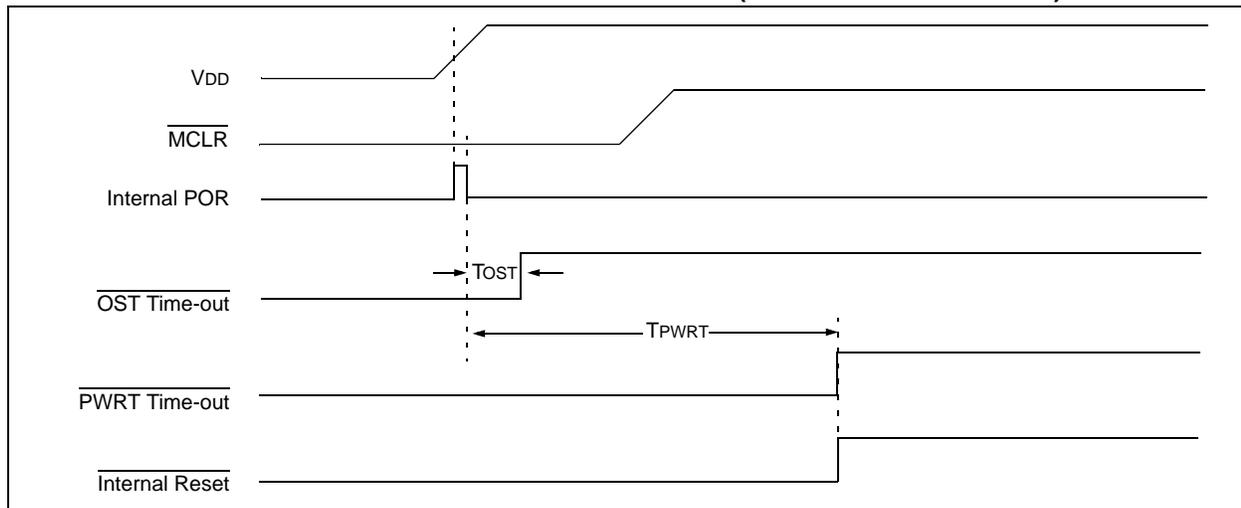 VDD
MCLR
Internal POR
TOST
OST Time-out
TPWRT
PWRT Time-out
Internal Reset